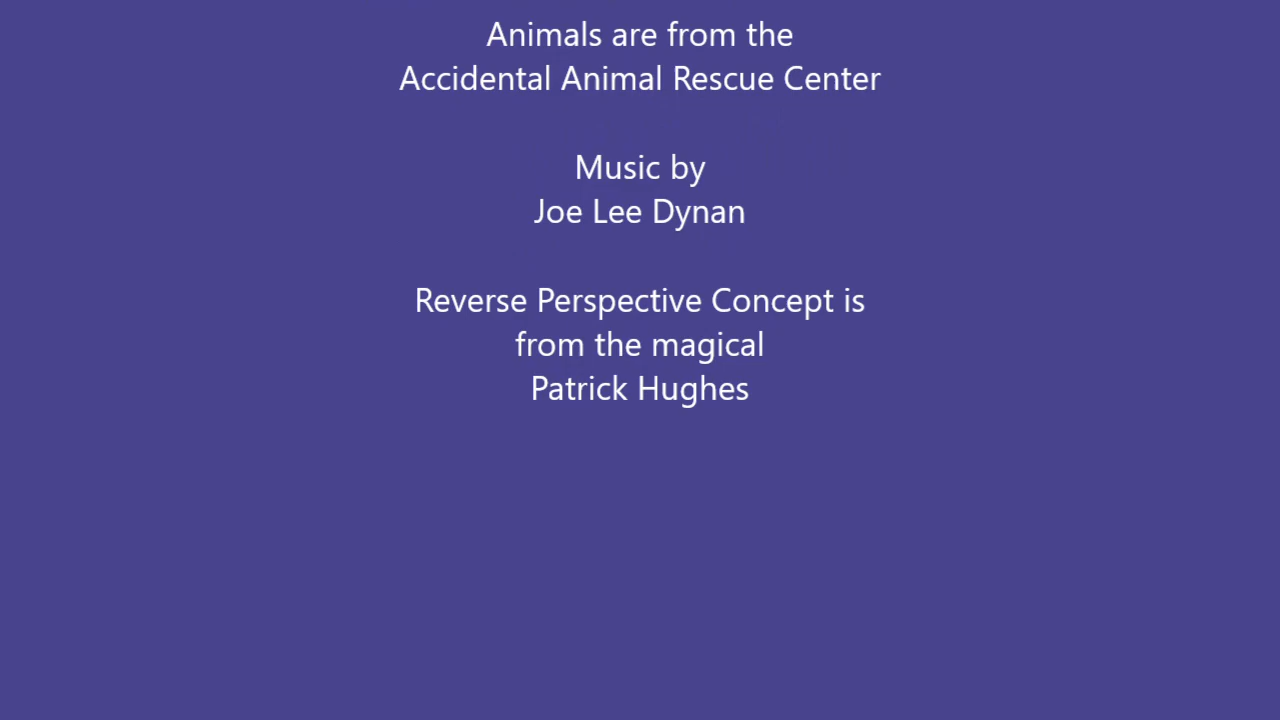 Animals are from the
Accidental Animal Rescue Center
Music by
Joe Lee Dynan
Reverse Perspective Concept is
from the magical
Patrick Hughes